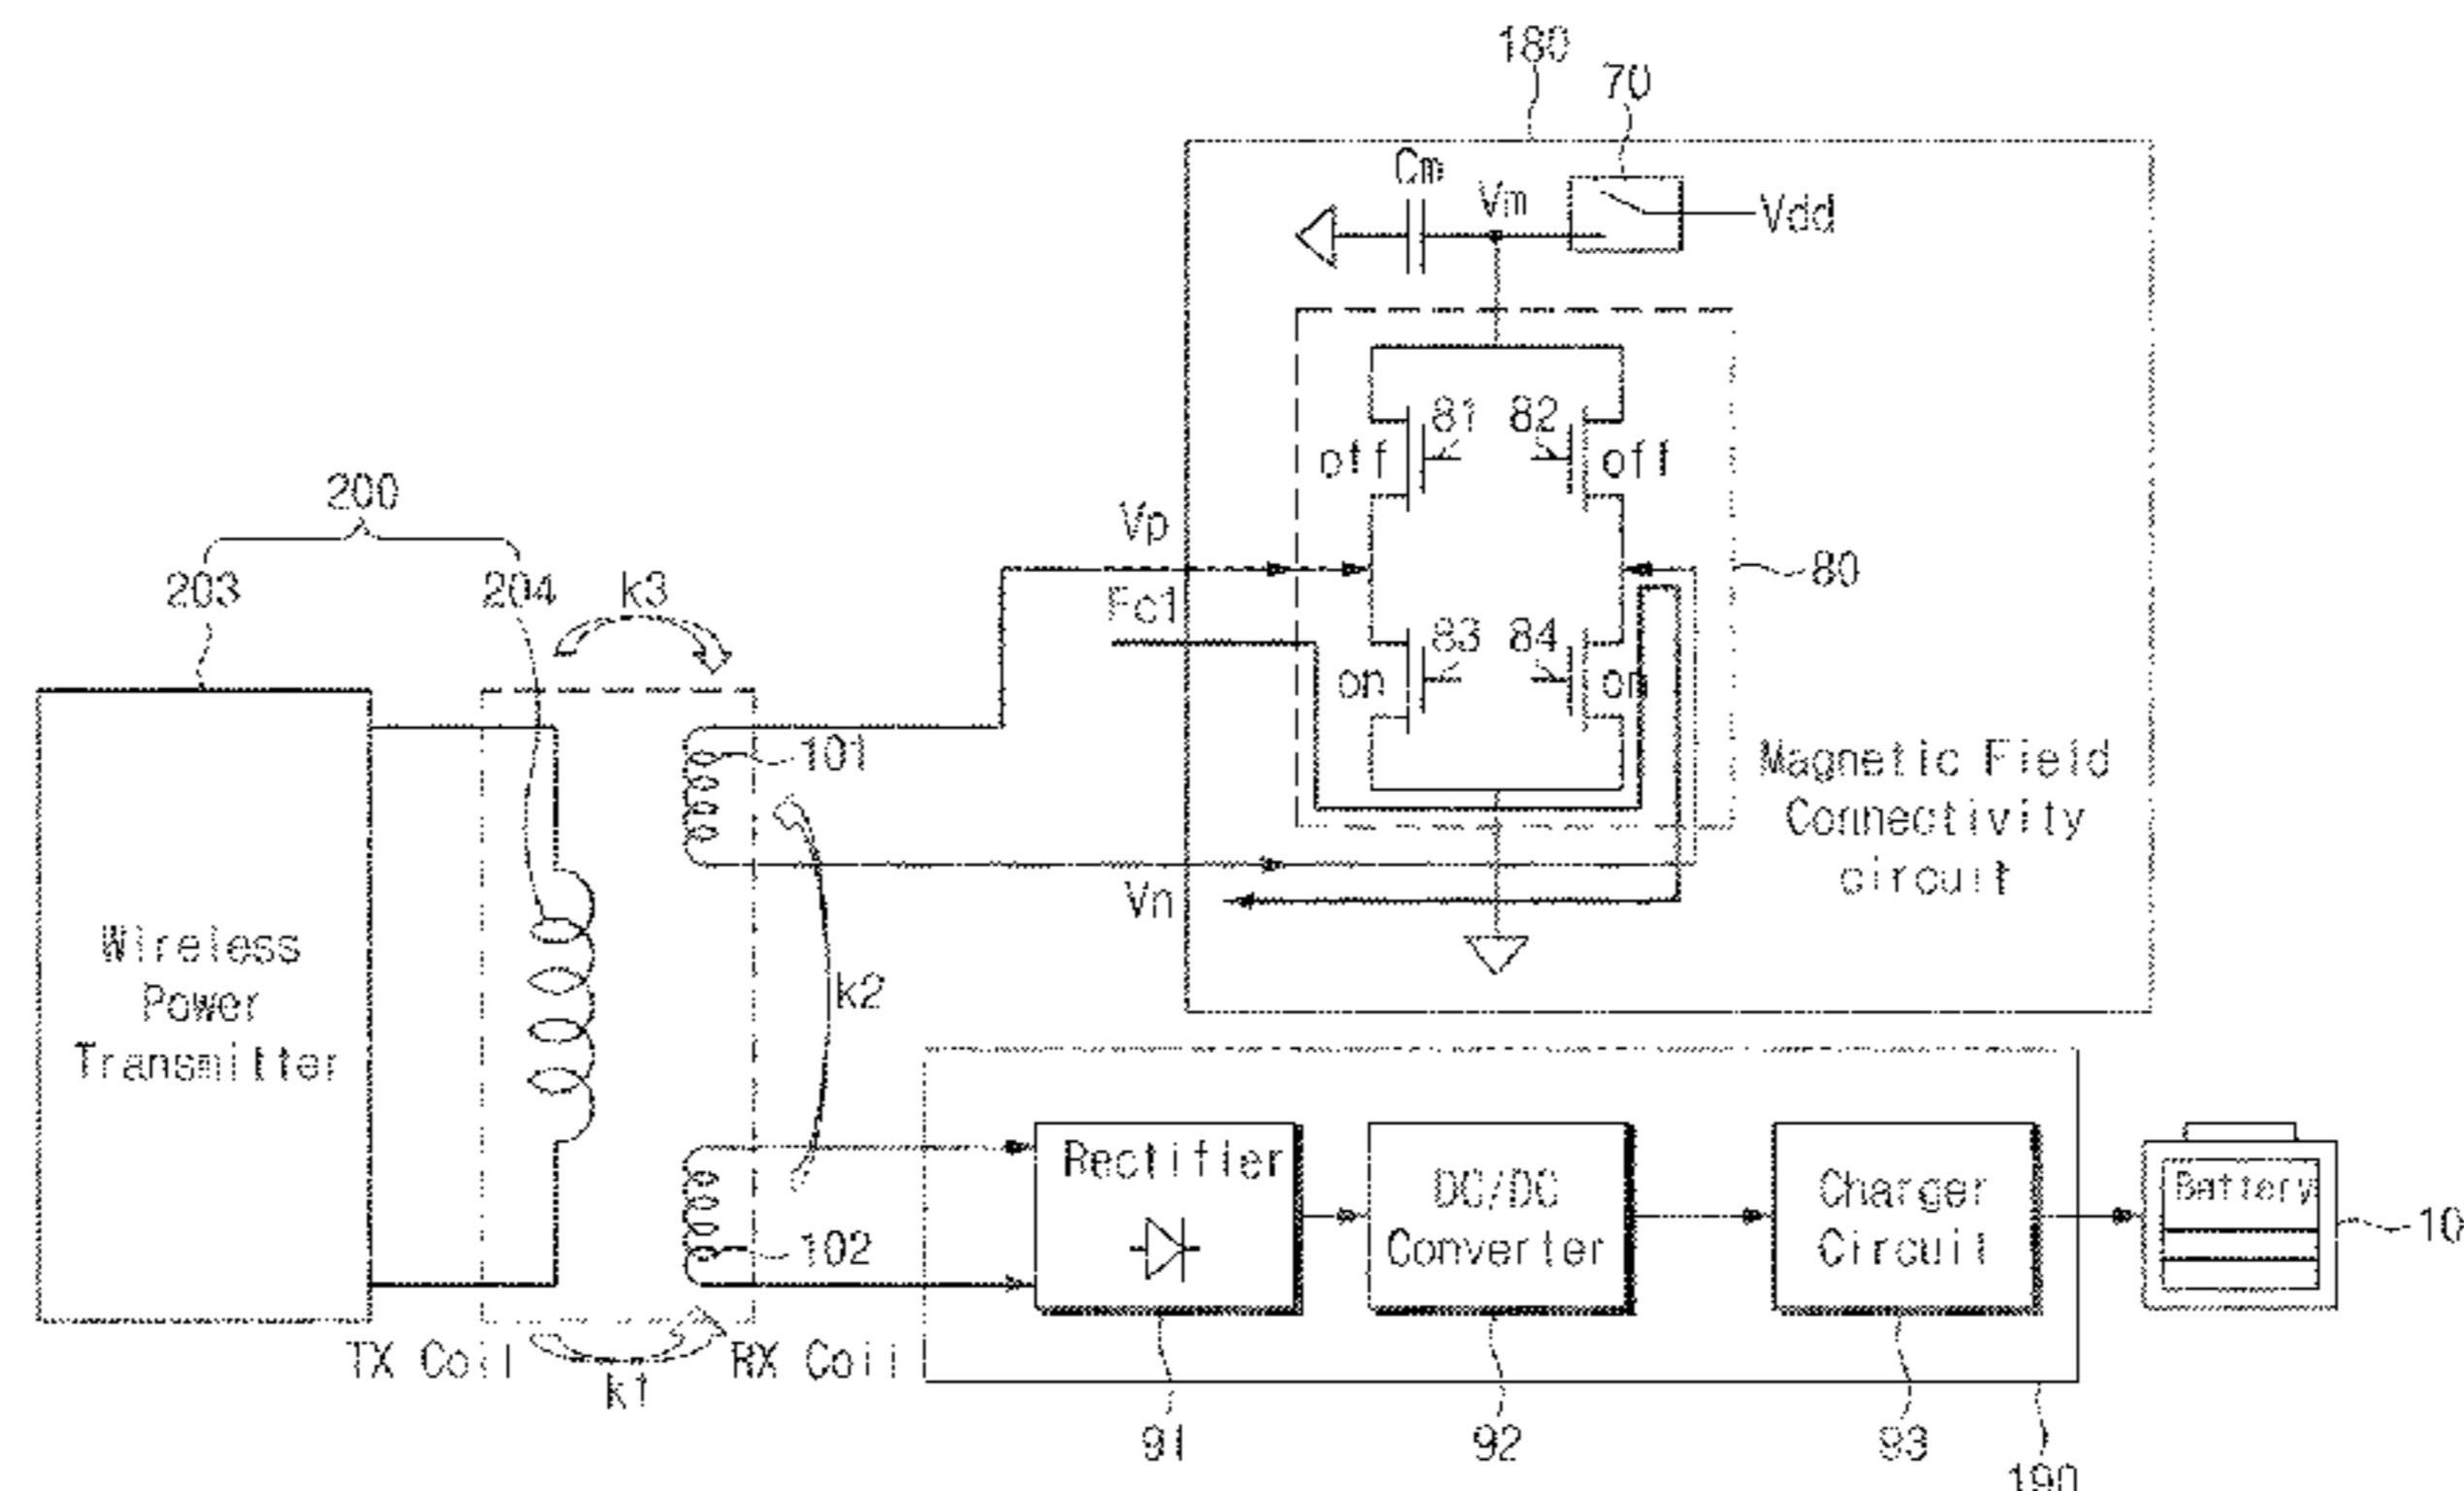 180
70
Cm
Vm
Vdd
81
82
off
off
200
Vp
203
204
k3
80
Fc1
83
84
on
on
101
Magnetic Field
Connectivity
circuit
Vn
Wireless
Power
Transmitter
k2
Rectifier
DC/DC
Converter
Charger
Circuit
Battery
10
102
TX Coil
RX Coil
k1
91
92
93
190